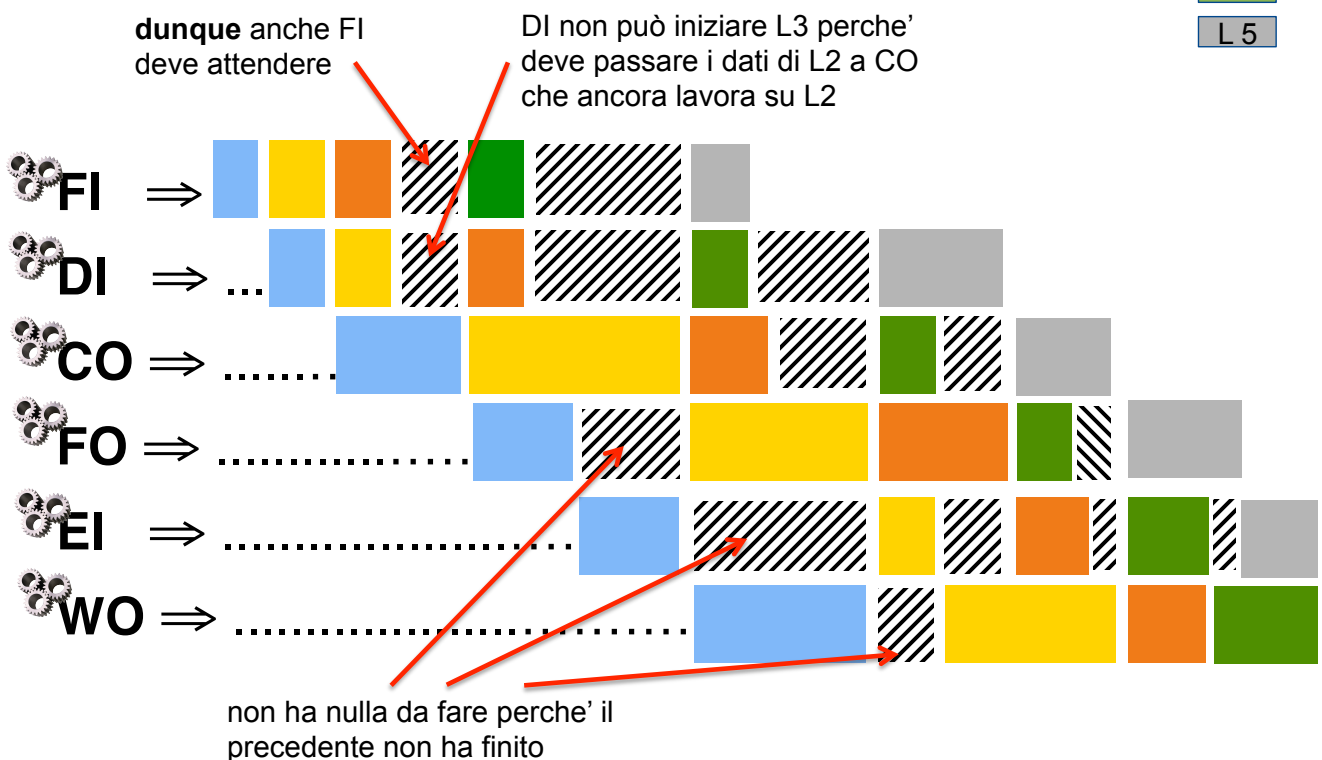 dunque anche FI
deve attendere
DI non può iniziare L3 perche'
deve passare i dati di L2 a CO
che ancora lavora su L2
L 5
FI ⇒
DI ⇒ ...
CO ⇒
FO ⇒
EI ⇒
WO ⇒
non ha nulla da fare perche' il
precedente non ha finito